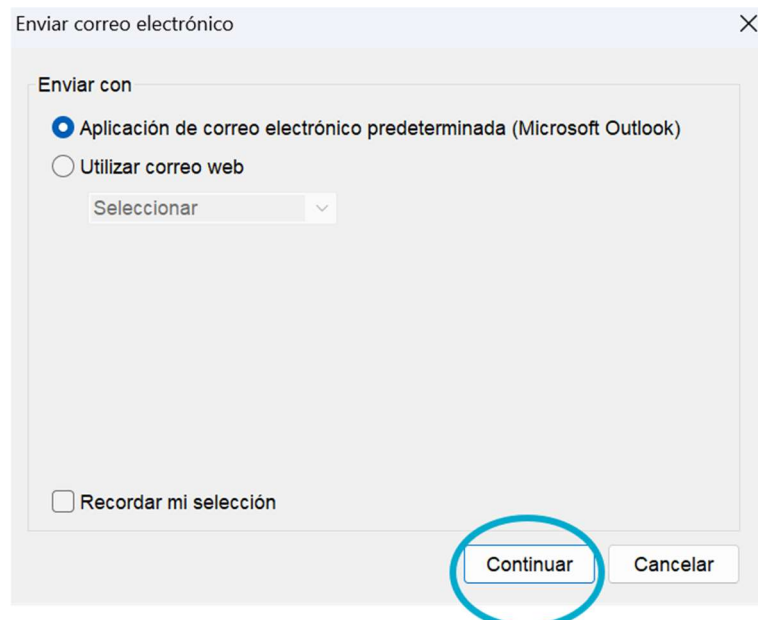 Enviar correo electrónico
Enviar con
Aplicación de correo electrónico predeterminada (Microsoft Outlook)
Utilizar correo web
Seleccionar
Recordar mi selección
Continuar
Cancelar